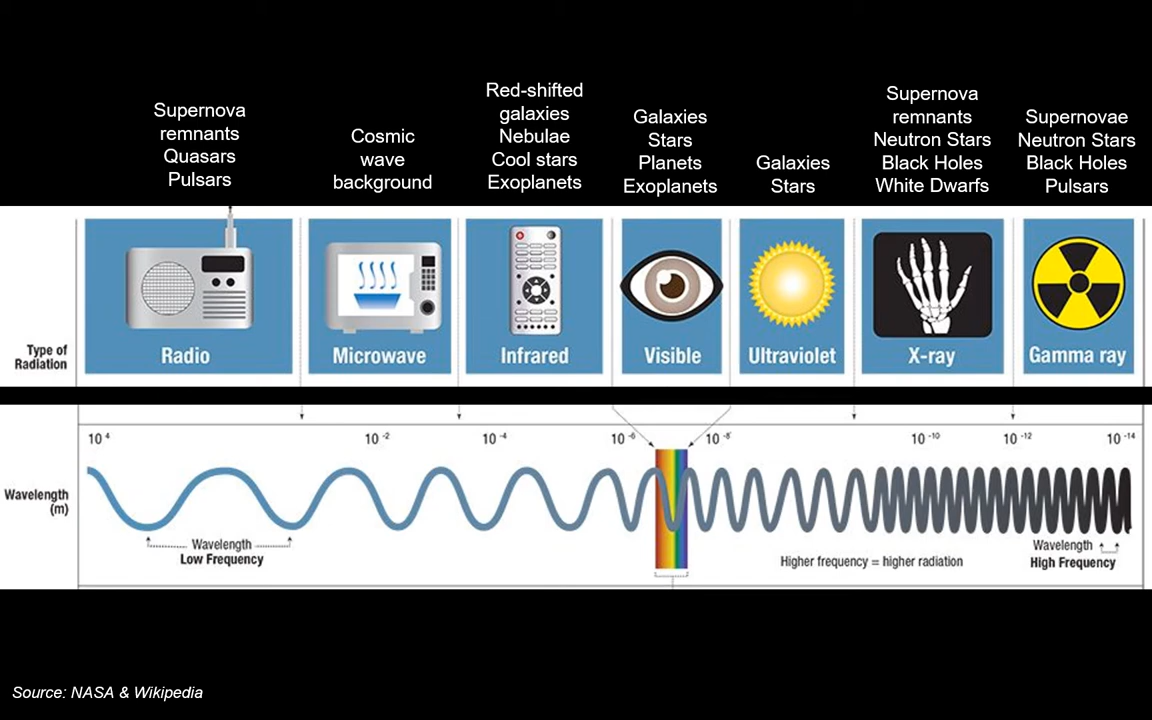 Supernova
remnants
Quasars
Pulsars
Cosmic
wave
background
Red-shifted
galaxies
Nebulae
Cool stars
Exoplanets
Galaxies
Stars
Planets
Exoplanets
Galaxies
Stars
Supernova
remnants
Neutron Stars
Black Holes
White Dwarfs
Supernovae
Neutron Stars
Black Holes
Pulsars
Type of
Radiation
Radio
Microwave
Infrared
Visible
Ultraviolet
X-ray
Gamma ray
10 4
10 -2
10 -4
10 -6
10 -8
10 -10
10 -12
10 -14
Wavelength
(m)
Wavelength
Low Frequency
Higher frequency = higher radiation
Wavelength
High Frequency
Source: NASA & Wikipedia